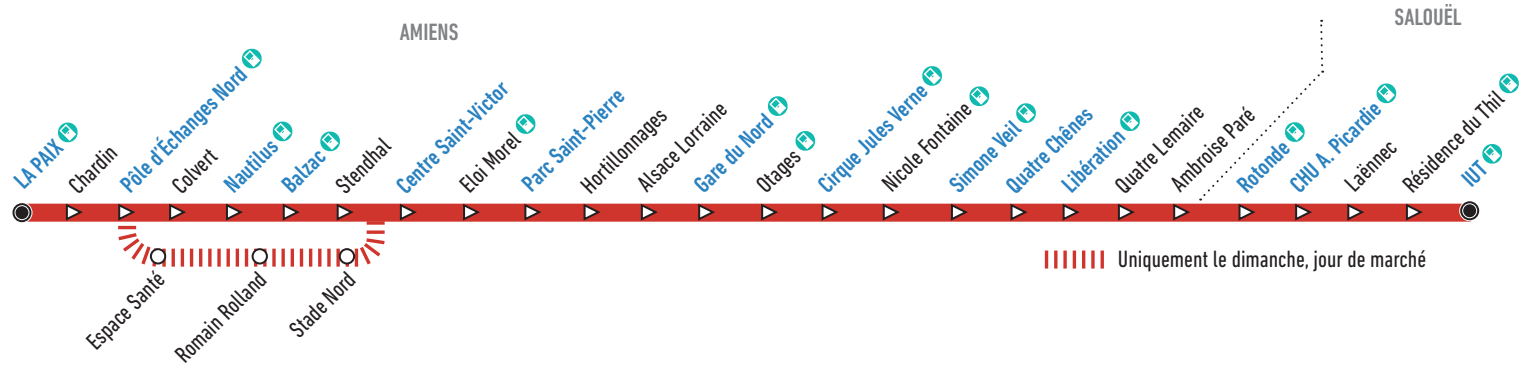 AMIENS
SALOUËL
LA PAIX
Chardin
Pôle d'Échanges Nord
Colvert
Nautilus
Balzac
Stendhal
Centre Saint-Victor
Eloi Morel
Parc Saint-Pierre
Hortillonnages
Alsace Lorraine
Gare du Nord
Otages
Cirque Jules Verne
Nicole Fontaine
Simone Veil
Quatre Chênes
Libération
Quatre Lemaire
Ambroise Paré
Rotonde
CHU A. Picardie
Laënnec
Résidence du Thil
IUT
Espace Santé
Romain Rolland
Stade Nord
Uniquement le dimanche, jour de marché